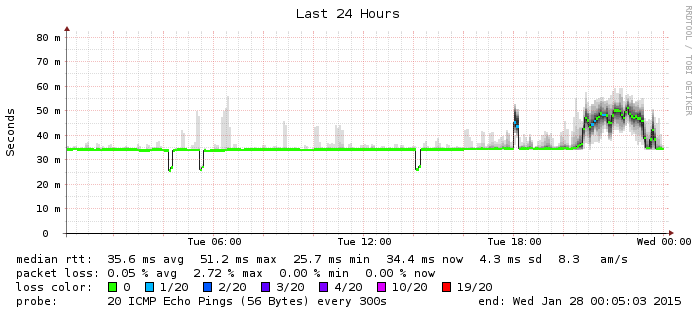 Last 24 Hours
RRDTOOL / TOBI OETIKER
Seconds
80 m
70 m
60 m
50 m
40 m
30 m
20 m
10 m
0
Tue 06:00 Tue 12:00 Tue 18:00 Wed 00:00
median rtt: 35.6 ms avg 51.2 ms max 25.7 ms min 34.4 ms now 4.3 ms sd 8.3 am/s
packet loss: 0.05 % avg 2.72 % max 0.00 % min 0.00 % now
loss color: 0 1/20 2/20 3/20 4/20 10/20 19/20
probe: 20 ICMP Echo Pings (56 Bytes) every 300s end: Wed Jan 28 00:05:03 2015